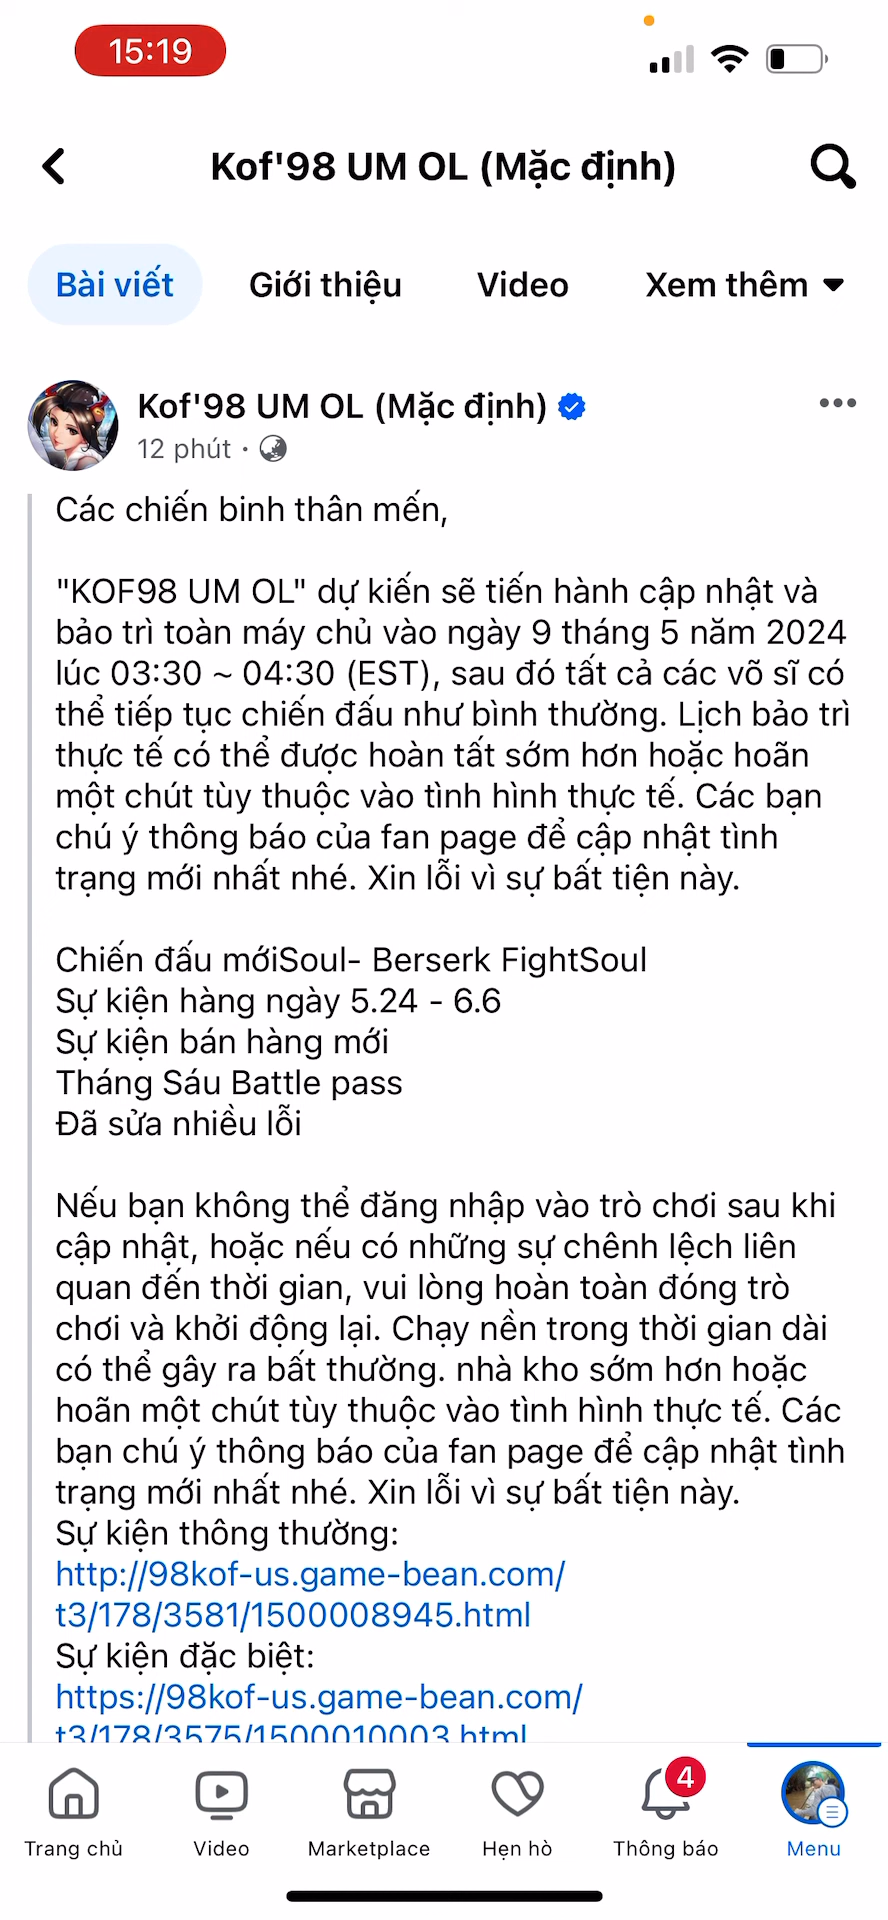 15:19
Kof'98 UM OL (Mặc định)
Bài viết
Giới thiệu
Video
Xem thêm
Kof'98 UM OL (Mặc định)
12 phút ·
Các chiến binh thân mến,
"KOF98 UM OL" dự kiến sẽ tiến hành cập nhật và
bảo trì toàn máy chủ vào ngày 9 tháng 5 năm 2024
lúc 03:30 ~ 04:30 (EST), sau đó tất cả các võ sĩ có
thể tiếp tục chiến đấu như bình thường. Lịch bảo trì
thực tế có thể được hoàn tất sớm hơn hoặc hoãn
một chút tùy thuộc vào tình hình thực tế. Các bạn
chú ý thông báo của fan page để cập nhật tình
trạng mới nhất nhé. Xin lỗi vì sự bất tiện này.
Chiến đấu mớiSoul- Berserk FightSoul
Sự kiện hàng ngày 5.24 - 6.6
Sự kiện bán hàng mới
Tháng Sáu Battle pass
Đã sửa nhiều lỗi
Nếu bạn không thể đăng nhập vào trò chơi sau khi
cập nhật, hoặc nếu có những sự chênh lệch liên
quan đến thời gian, vui lòng hoàn toàn đóng trò
chơi và khởi động lại. Chạy nền trong thời gian dài
có thể gây ra bất thường. nhà kho sớm hơn hoặc
hoãn một chút tùy thuộc vào tình hình thực tế. Các
bạn chú ý thông báo của fan page để cập nhật tình
trạng mới nhất nhé. Xin lỗi vì sự bất tiện này.
Sự kiện thông thường:
http://98kof-us.game-bean.com/
t3/178/3581/1500008945.html
Sự kiện đặc biệt:
https://98kof-us.game-bean.com/
t3/178/3575/1500010003.html
4
Trang chủ
Video
Marketplace
Hẹn hò
Thông báo
Menu